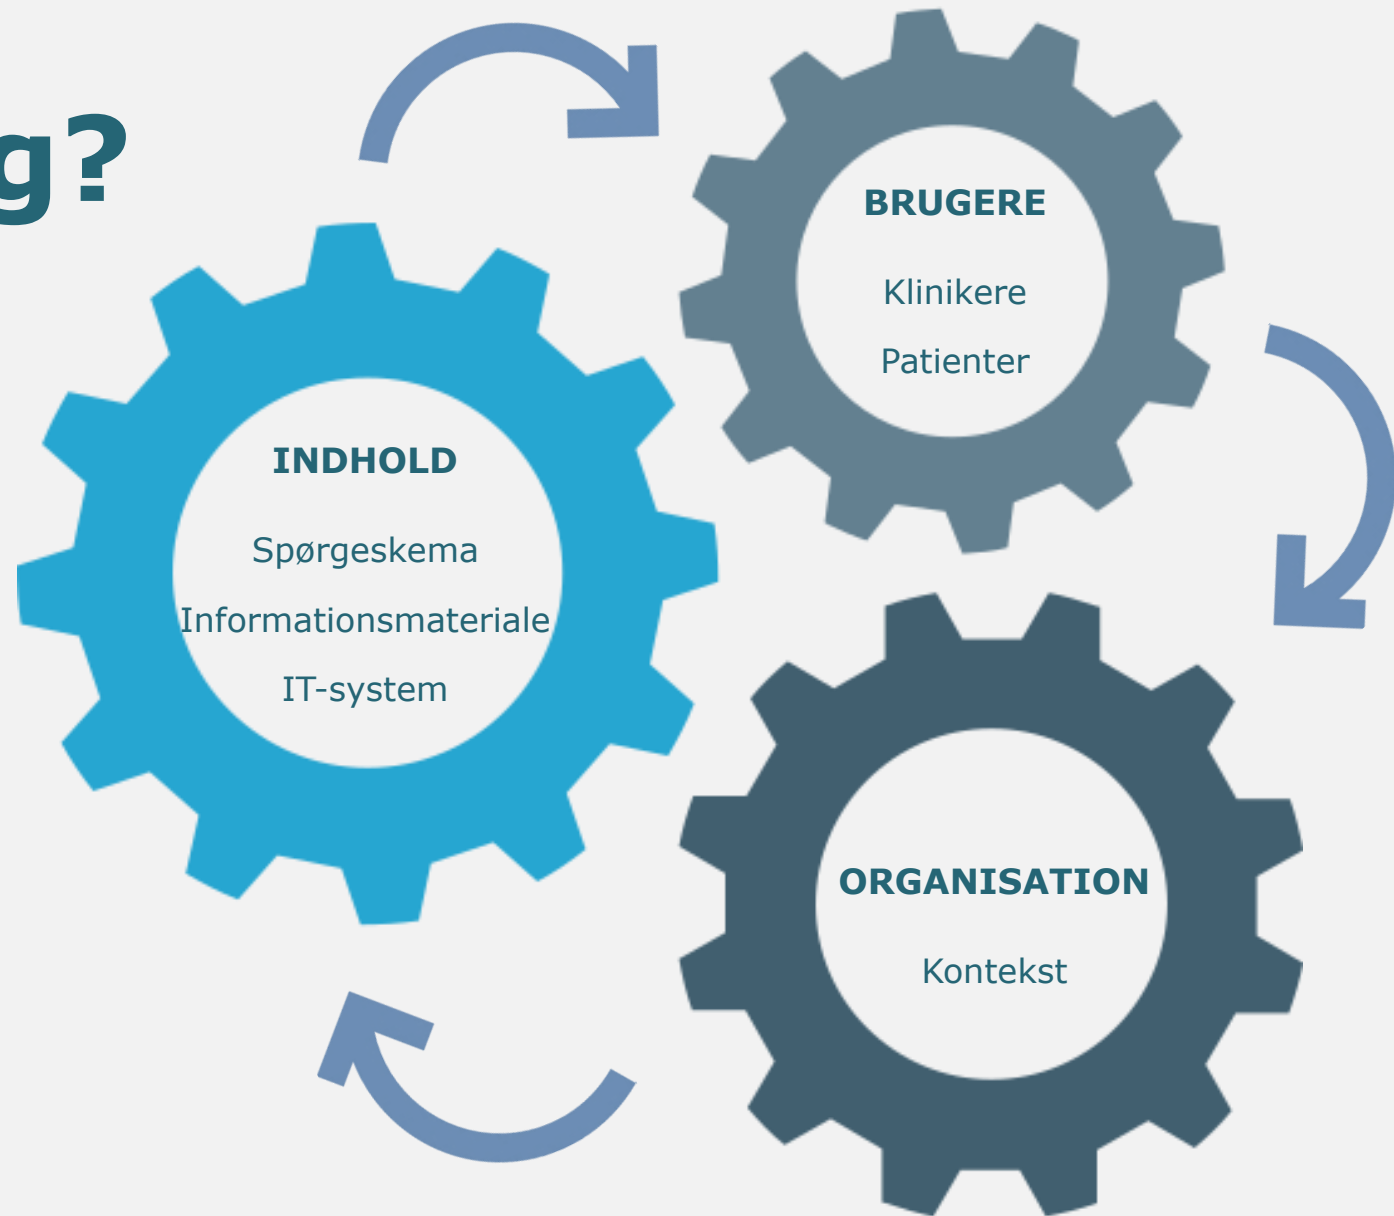 g?
BRUGERE
Klinikere
Patienter
INDHOLD
Spørgeskema
Informationsmateriale
IT-system
ORGANISATION
Kontekst